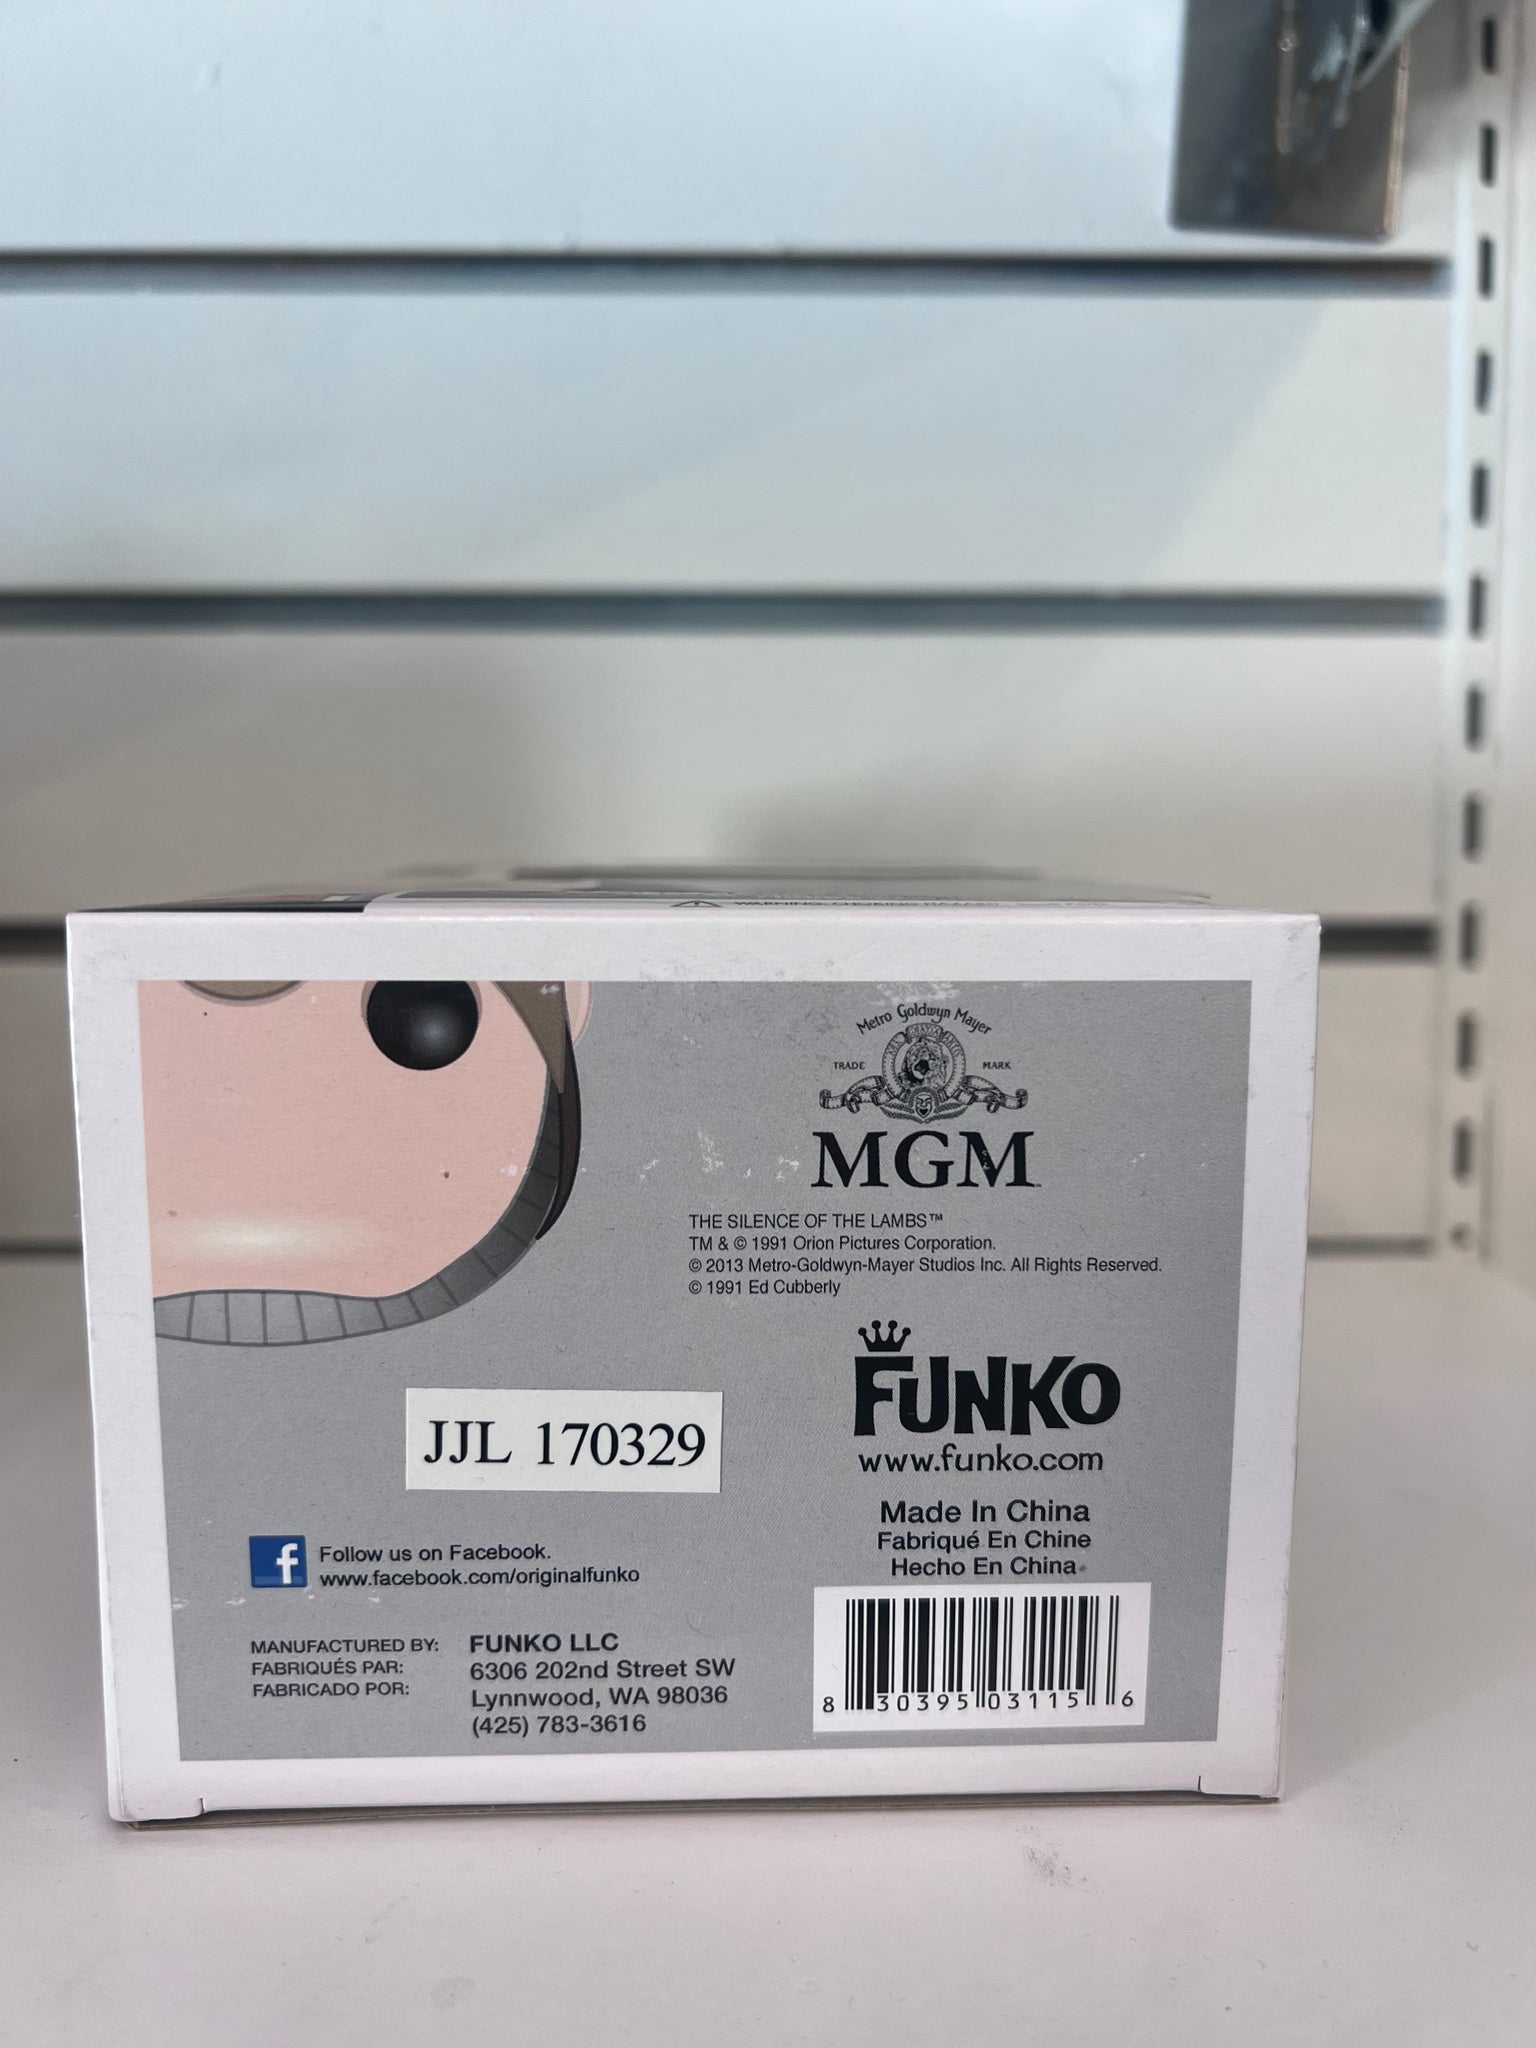 WARNING: CHOKING HAZARD
Metro Goldwyn Mayer
TRADE MARK
MGM
THE SILENCE OF THE LAMBS™
TM & © 1991 Orion Pictures Corporation.
© 2013 Metro-Goldwyn-Mayer Studios Inc. All Rights Reserved.
© 1991 Ed Cubberly
FUNKO
www.funko.com
JJL 170329
Made In China
Fabriqué En Chine
Hecho En China
f
Follow us on Facebook.
www.facebook.com/originalfunko
MANUFACTURED BY: FUNKO LLC
FABRIQUÉS PAR: 6306 202nd Street SW
FABRICADO POR: Lynnwood, WA 98036
(425) 783-3616
8 30395 03115 6